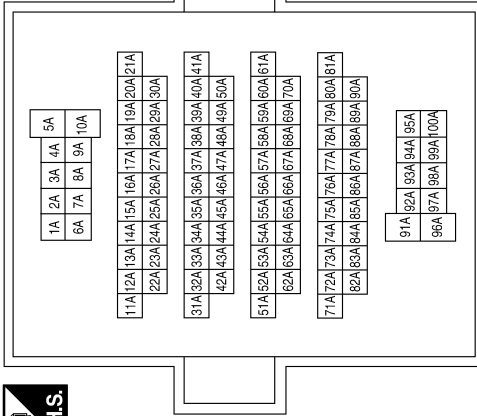 5A 10A
4A 9A
3A 8A
2A 7A
1A 6A
11A 12A 13A 14A 15A 16A 17A 18A 19A 20A 21A
22A 23A 24A 25A 26A 27A 28A 29A 30A
31A 32A 33A 34A 35A 36A 37A 38A 39A 40A 41A
42A 43A 44A 45A 46A 47A 48A 49A 50A
51A 52A 53A 54A 55A 56A 57A 58A 59A 60A 61A
62A 63A 64A 65A 66A 67A 68A 69A 70A
71A 72A 73A 74A 75A 76A 77A 78A 79A 80A 81A
82A 83A 84A 85A 86A 87A 88A 89A 90A
91A 92A 93A 94A 95A
96A 97A 98A 99A 100A
H.S.